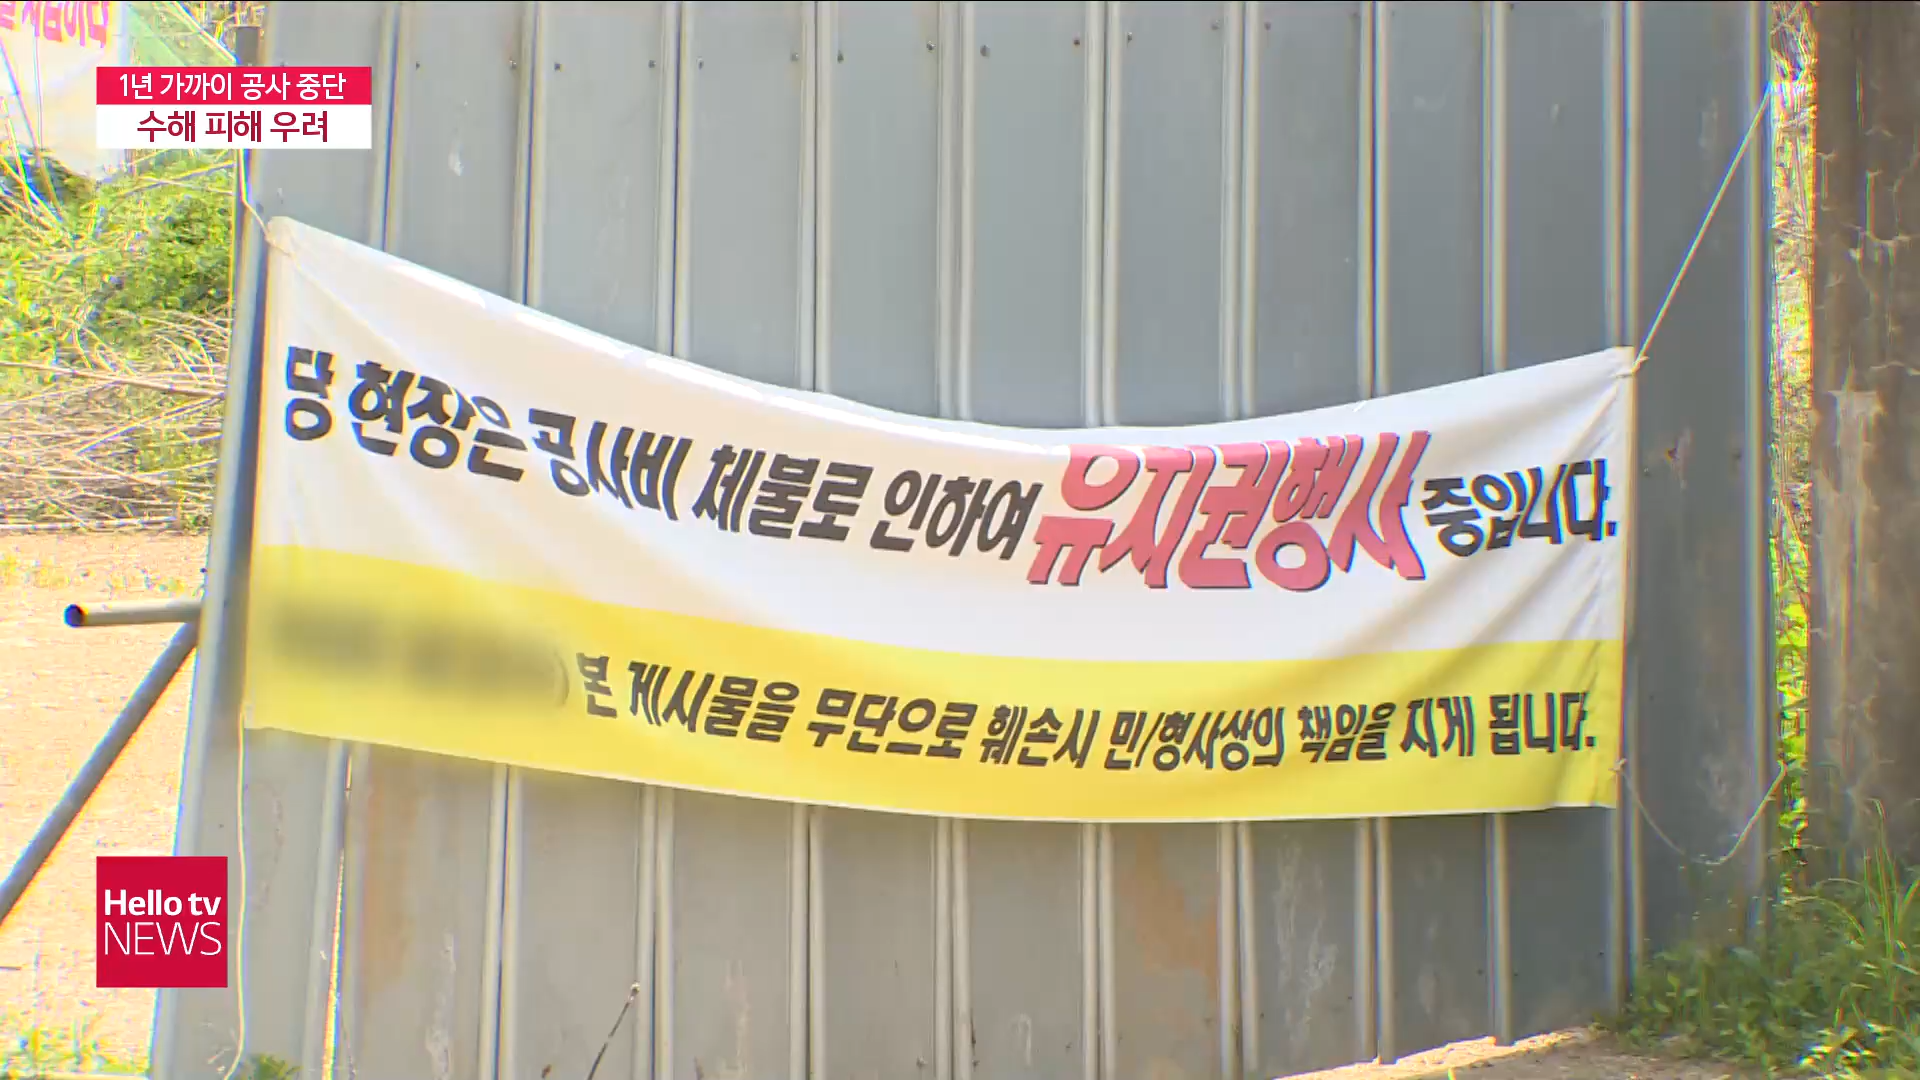 1년 가까이 공사 중단
수해 피해 우려
당 현장은 공사비 체불로 인하여 유치권행사 중입니다.
) 본 게시물을 무단으로 훼손시 민/형사상의 책임을 지게 됩니다.
Hello tv
NEWS